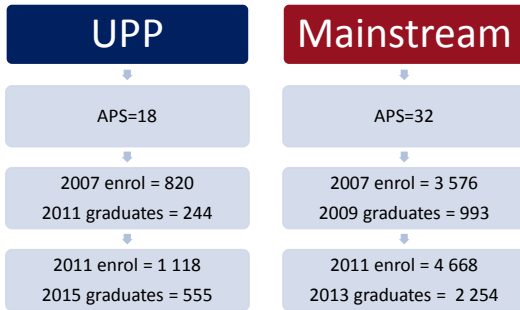 UPP
APS=18
2007 enrol = 820
2011 graduates = 244
2011 enrol = 1 118
2015 graduates = 555
Mainstream
APS=32
2007 enrol = 3 576
2009 graduates = 993
2011 enrol = 4 668
2013 graduates = 2 254